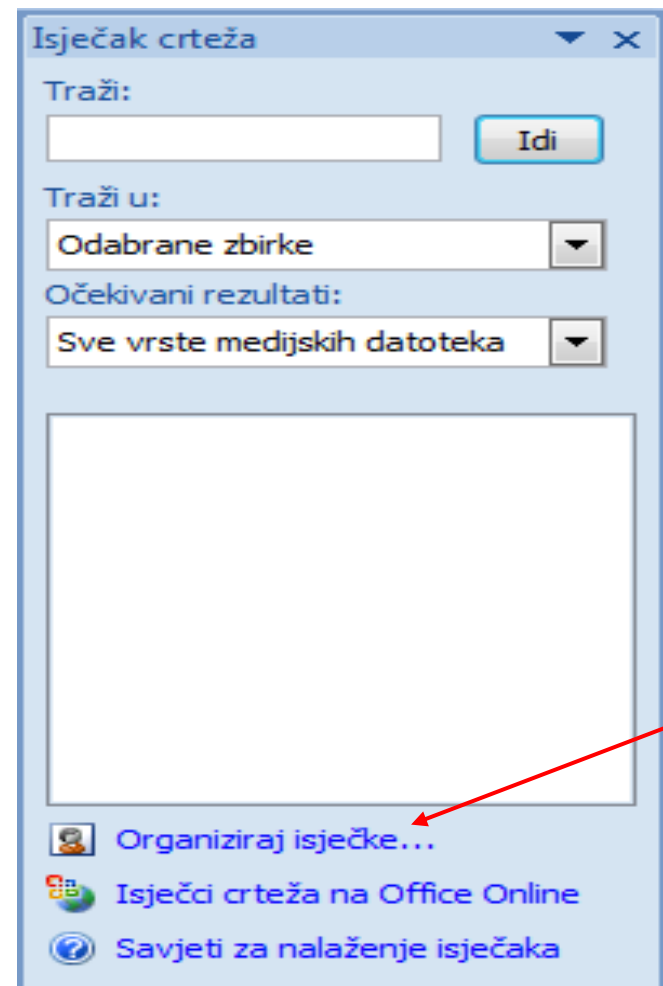 Isječak crteža
Traži:
Idi
Traži u:
Odabrane zbirke
Očekivani rezultati:
Sve vrste medijskih datoteka
Organiziraj isječke...
Isječci crteža na Office Online
Savjeti za nalaženje isječaka